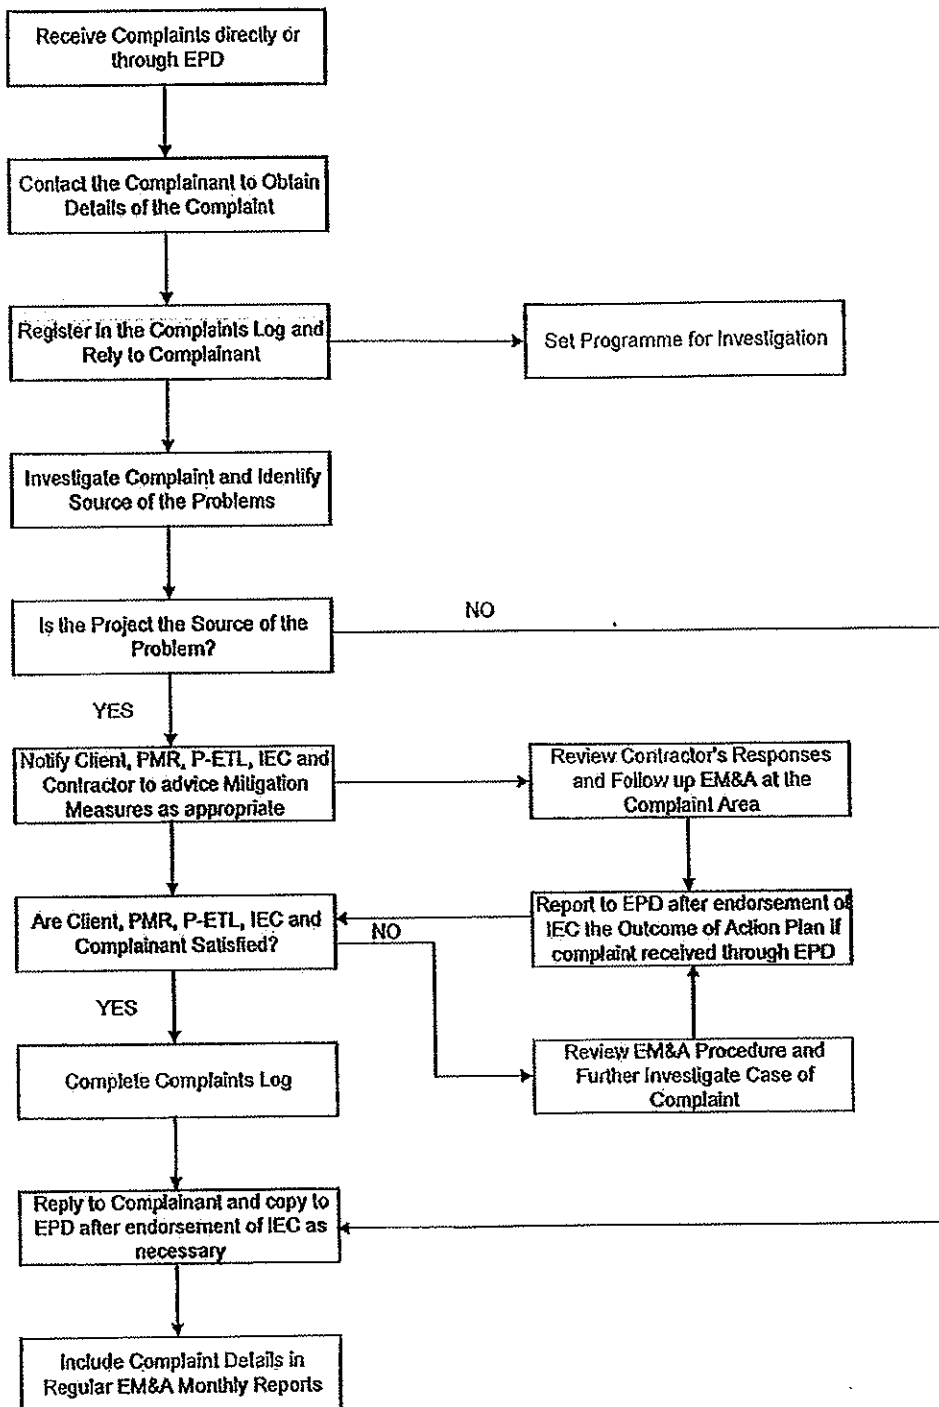 Receive Complaints directly or
through EPD
Contact the Complainant to Obtain
Details of the Complaint
Register in the Complaints Log and
Rely to Complainant
Set Programme for Investigation
Investigate Complaint and Identify
Source of the Problems
Is the Project the Source of the
Problem?
NO
YES
Notify Client, PMR, P-ETL, IEC and
Contractor to advice Mitigation
Measures as appropriate
Review Contractor's Responses
and Follow up EM&A at the
Complaint Area
Are Client, PMR, P-ETL, IEC and
Complainant Satisfied?
NO
Report to EPD after endorsement of
IEC the Outcome of Action Plan if
complaint received through EPD
YES
Complete Complaints Log
Review EM&A Procedure and
Further Investigate Case of
Complaint
Reply to Complainant and copy to
EPD after endorsement of IEC as
necessary
Include Complaint Details in
Regular EM&A Monthly Reports